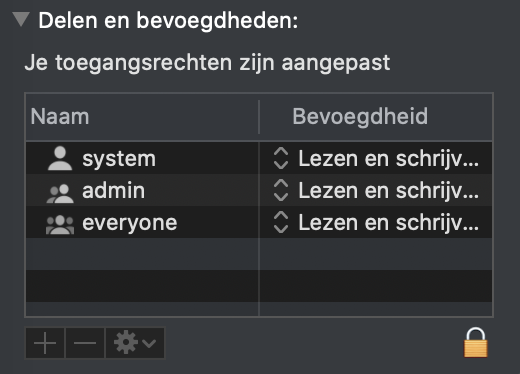 Delen en bevoegdheden:
Je toegangsrechten zijn aangepast
Naam Bevoegdheid
system Lezen en schrijv...
admin Lezen en schrijv...
everyone Lezen en schrijv...